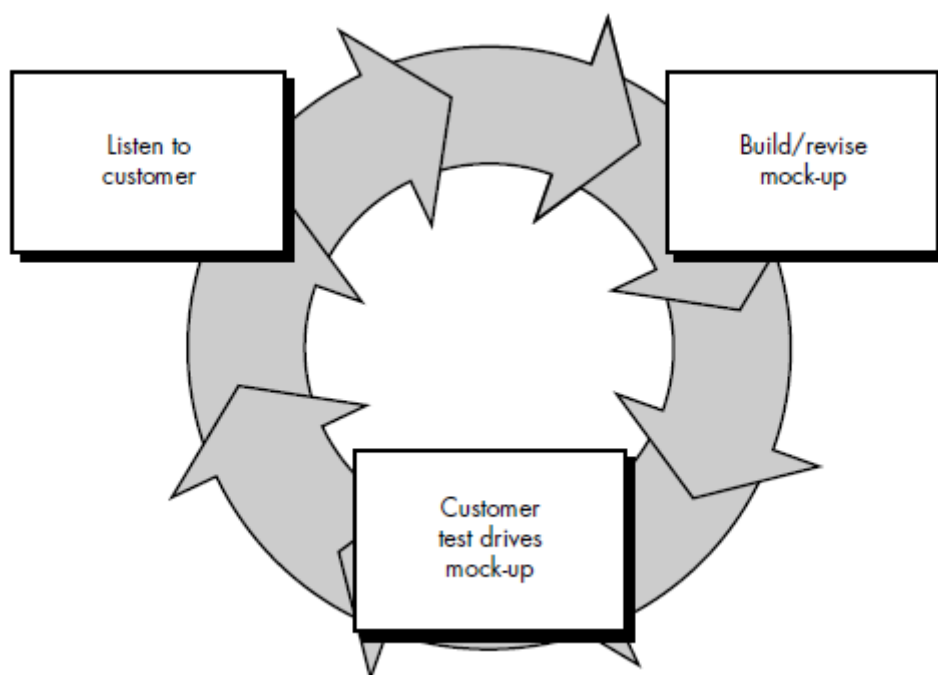 Listen to
customer
Build/revise
mock-up
Customer
test drives
mock-up